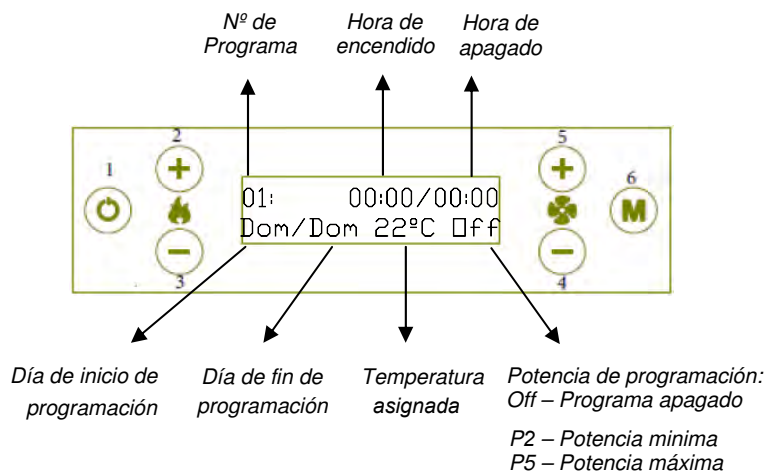 Nº de
Programa
Hora de
encendido
Hora de
apagado
1
2
3
01: 00:00/00:00
Dom/Dom 22ºC Off
5
4
6
M
Día de inicio de
programación
Día de fin de
programación
Temperatura
asignada
Potencia de programación:
Off – Programa apagado
P2 – Potencia minima
P5 – Potencia máxima